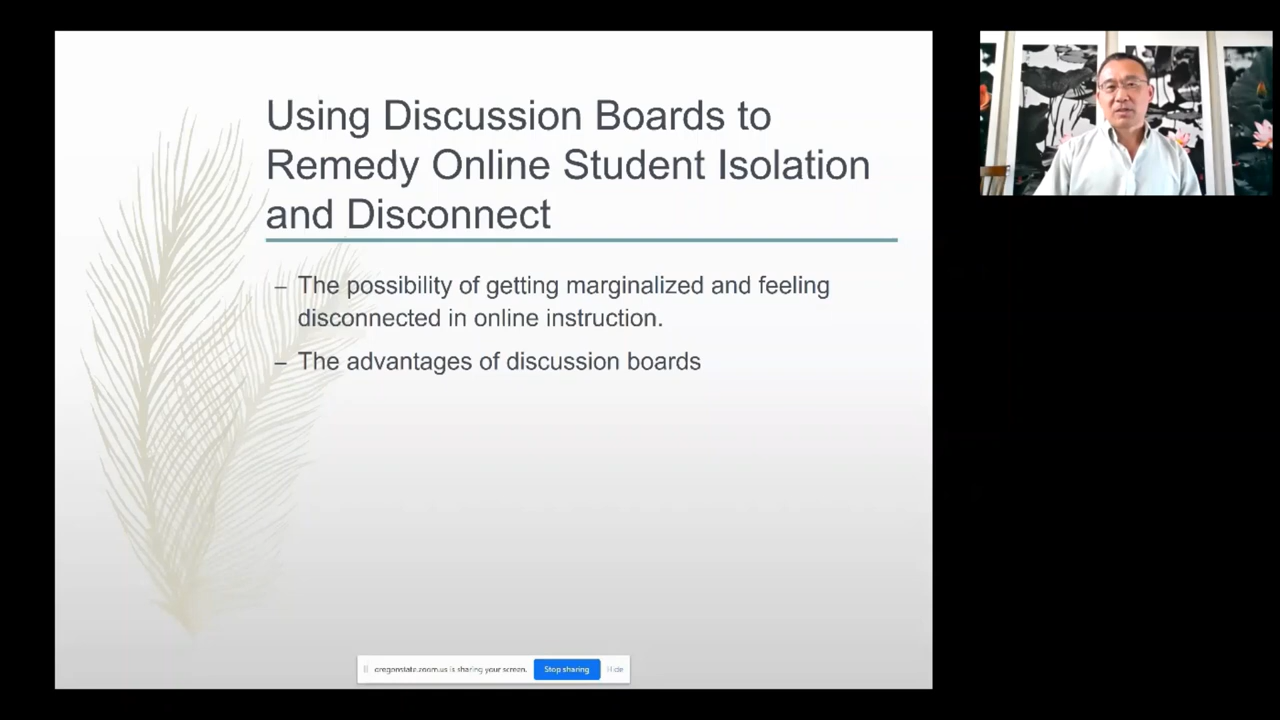 Using Discussion Boards to
Remedy Online Student Isolation
and Disconnect
– The possibility of getting marginalized and feeling
disconnected in online instruction.
– The advantages of discussion boards
oregonstate.zoom.us is sharing your screen. Stop sharing Hide